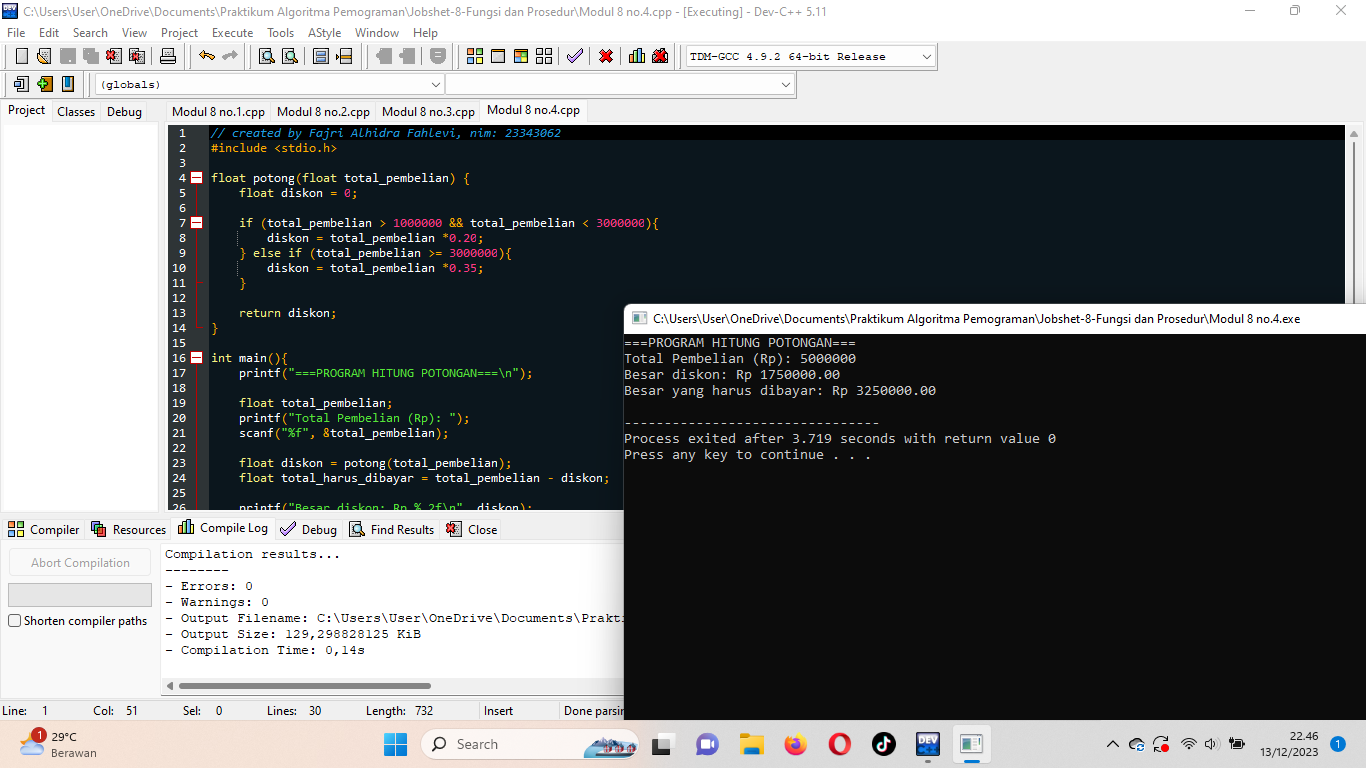 C:\Users\User\OneDrive\Documents\Praktikum Algoritma Pemograman\Jobshet-8-Fungsi dan Prosedur\Modul 8 no.4.cpp - [Executing] - Dev-C++ 5.11
File Edit Search View Project Execute Tools AStyle Window Help
TDM-GCC 4.9.2 64-bit Release
(globals)
Project Classes Debug
Modul 8 no.1.cpp Modul 8 no.2.cpp Modul 8 no.3.cpp Modul 8 no.4.cpp
1 // created by Fajri Alhidra Fahlevi, nim: 23343062
2 #include <stdio.h>
3
4 float potong(float total_pembelian) {
5 float diskon = 0;
6
7 if (total_pembelian > 1000000 && total_pembelian < 3000000){
8 diskon = total_pembelian *0.20;
9 } else if (total_pembelian >= 3000000){
10 diskon = total_pembelian *0.35;
11 }
12
13 return diskon;
14 }
15
16 int main(){
17 printf("===PROGRAM HITUNG POTONGAN===\n");
18
19 float total_pembelian;
20 printf("Total Pembelian (Rp): ");
21 scanf("%f", &total_pembelian);
22
23 float diskon = potong(total_pembelian);
24 float total_harus_dibayar = total_pembelian - diskon;
25
26 printf("Besar diskon: Rp %.2f\n", diskon);
C:\Users\User\OneDrive\Documents\Praktikum Algoritma Pemograman\Jobshet-8-Fungsi dan Prosedur\Modul 8 no.4.exe
===PROGRAM HITUNG POTONGAN===
Total Pembelian (Rp): 5000000
Besar diskon: Rp 1750000.00
Besar yang harus dibayar: Rp 3250000.00
--------------------------------
Process exited after 3.719 seconds with return value 0
Press any key to continue . . .
Compiler Resources Compile Log Debug Find Results Close
Abort Compilation
Shorten compiler paths
Compilation results...
--------
- Errors: 0
- Warnings: 0
- Output Filename: C:\Users\User\OneDrive\Documents\Prakti
- Output Size: 129,298828125 KiB
- Compilation Time: 0,14s
Line: 1 Col: 51 Sel: 0 Lines: 30 Length: 732 Insert Done parsin
1
29°C
Berawan
Search
DEV
DEV
22.46
13/12/2023
1